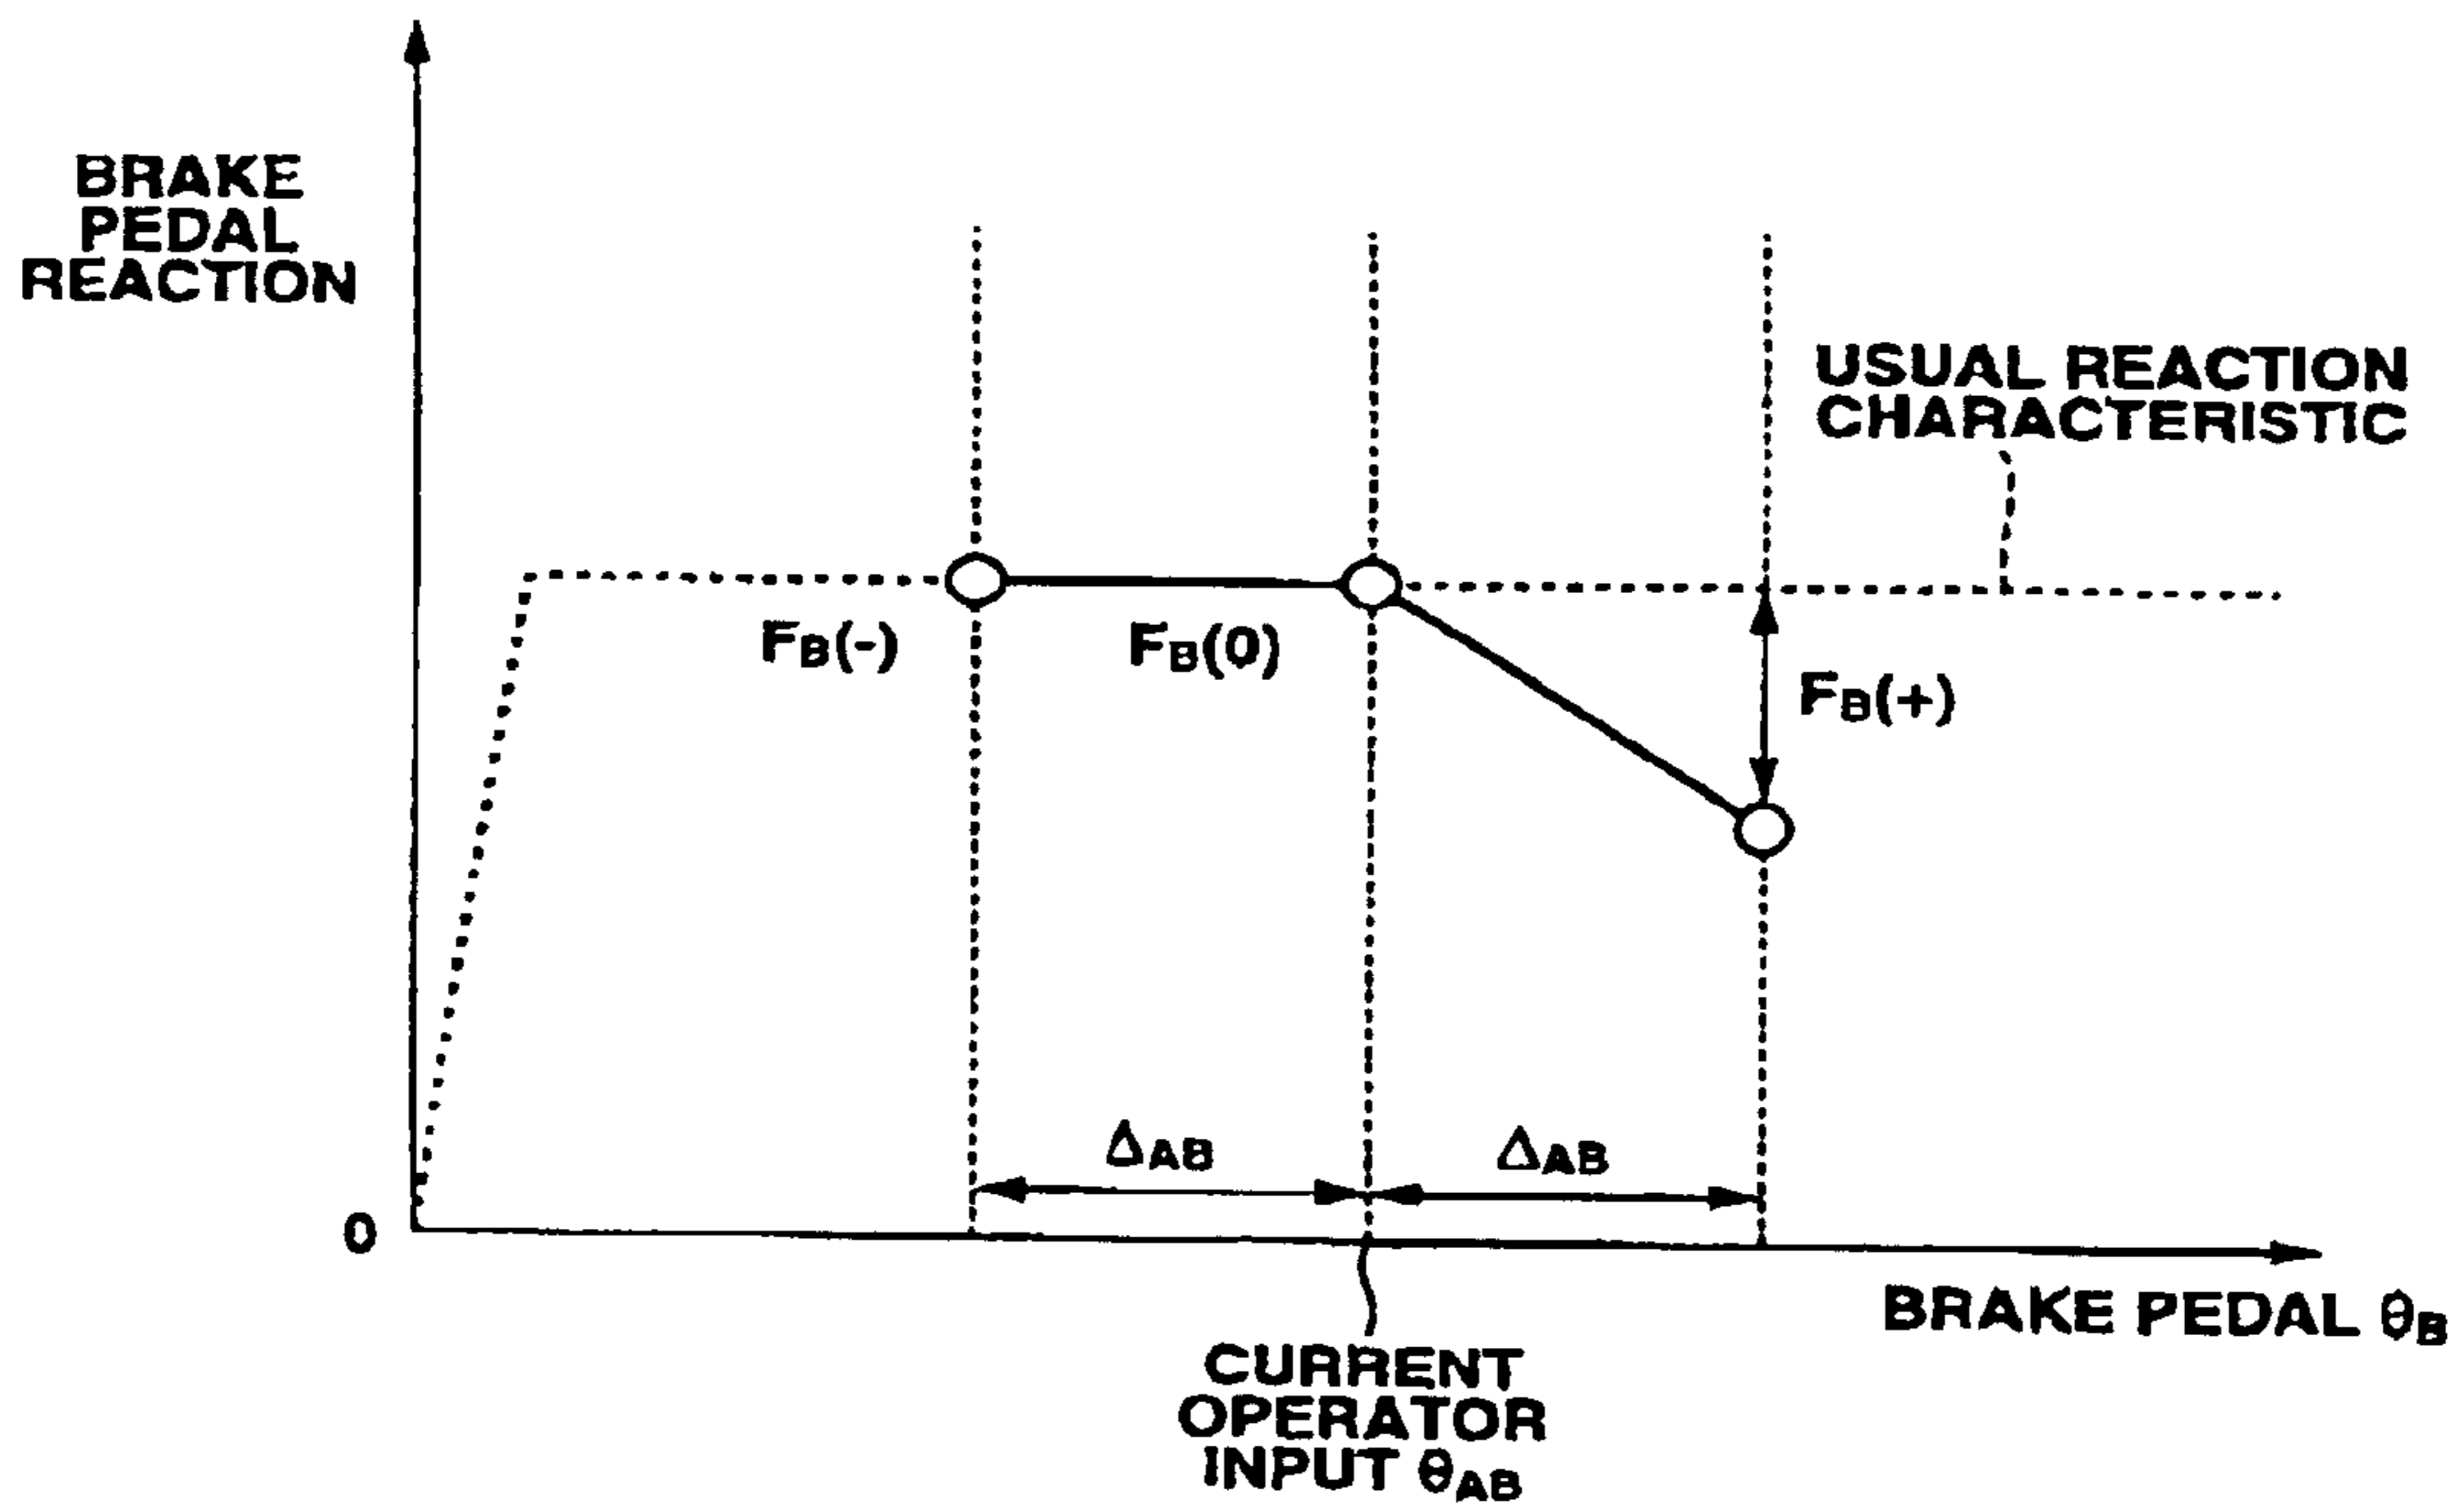 BRAKE
PEDAL
REACTION
USUAL REACTION
CHARACTERISTIC
FB(-)
FB(0)
FB(+)
ΔAB
ΔAB
0
BRAKE PEDAL θB
CURRENT
OPERATOR
INPUT θAB